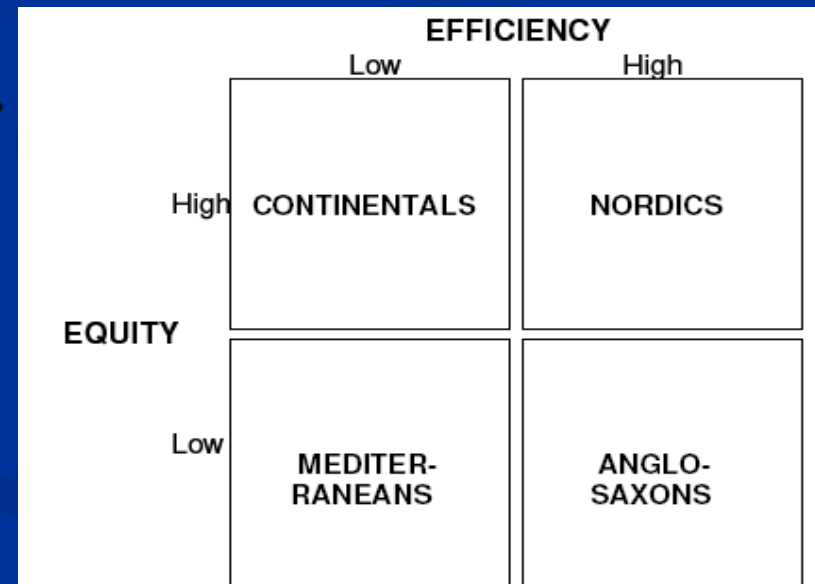 EFFICIENCY
Low High
High CONTINENTALS NORDICS
EQUITY
Low
MEDITER- ANGLO-
RANEANS SAXONS